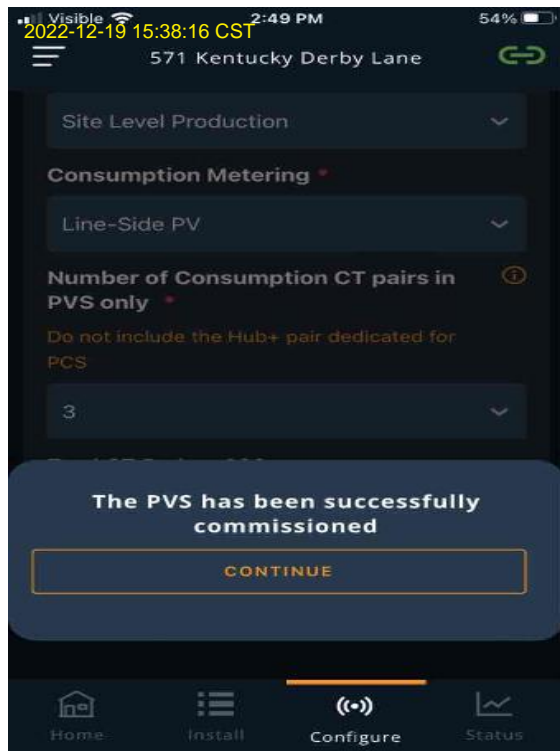 Visible 2:49 PM 54%
2022-12-19 15:38:16 CST
571 Kentucky Derby Lane
Site Level Production
Consumption Metering *
Line-Side PV
Number of Consumption CT pairs in
PVS only *
Do not include the Hub+ pair dedicated for
PCS
3
The PVS has been successfully
commissioned
CONTINUE
Home Install Configure Status